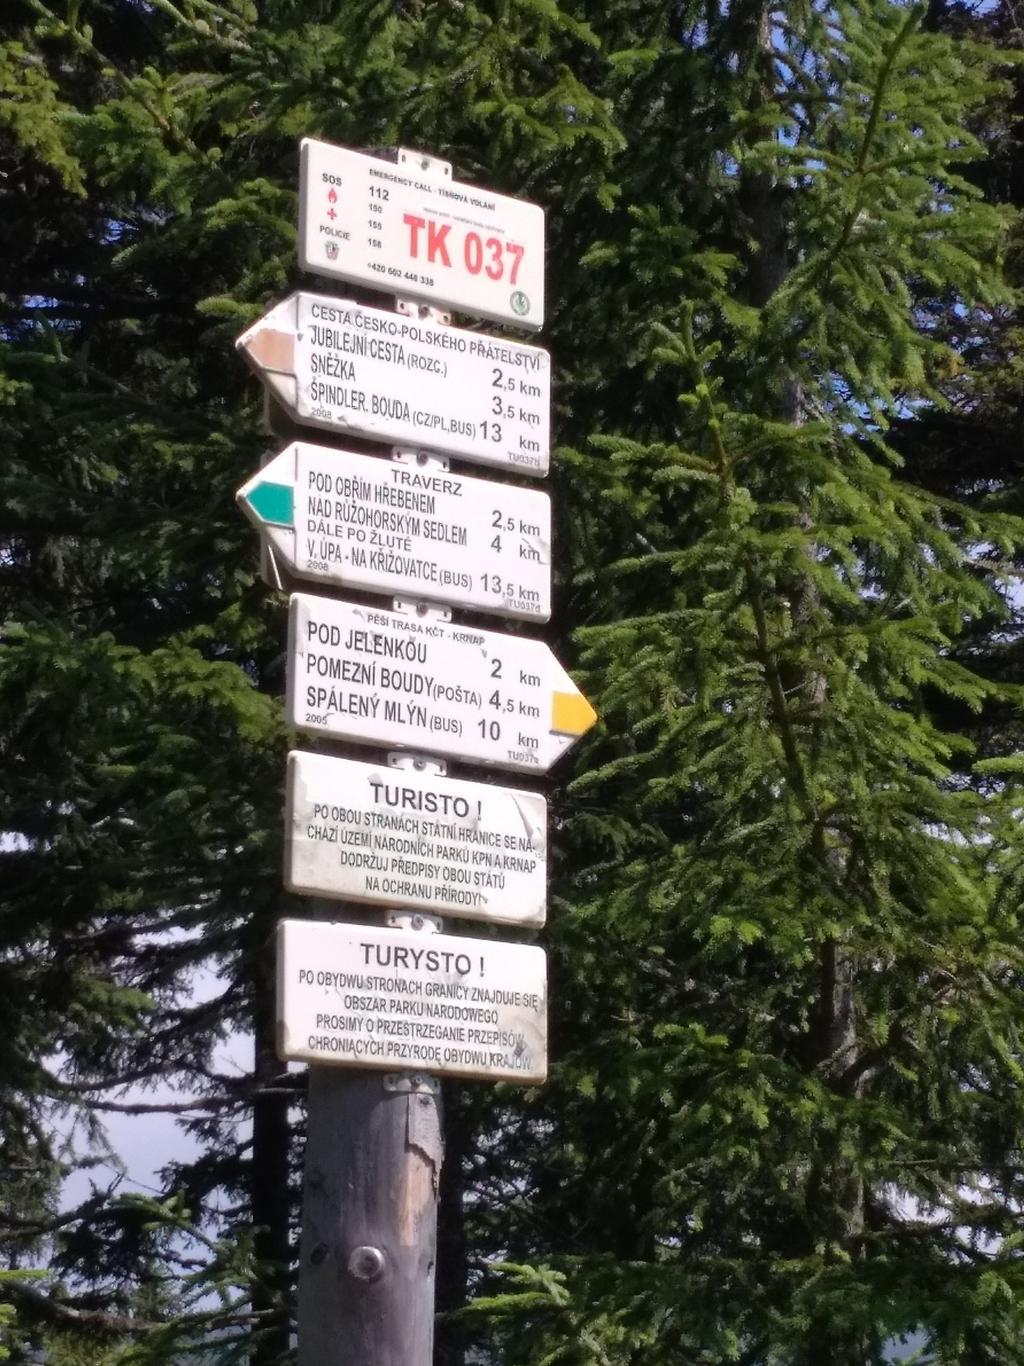 EMERGENCY CALL - TÍSŇOVÁ VOLÁNÍ
SOS 112
150
155
POLICIE 158
TK 037
+420 602 448 338
CESTA ČESKO-POLSKÉHO PŘÁTELSTVÍ
JUBILEJNÍ CESTA (ROZC.) 2,5 km
SNĚŽKA 3,5 km
ŠPINDLER. BOUDA (CZ/PL,BUS) 13 km
2008 TU037b
TRAVERZ
POD OBŘÍM HŘEBENEM 2,5 km
NAD RŮŽOHORSKÝM SEDLEM 4 km
DÁLE PO ŽLUTÉ
V. ÚPA - NA KŘIŽOVATCE (BUS) 13,5 km
2008 TU037d
PĚŠÍ TRASA KČT - KRNAP
POD JELENKOU 2 km
POMEZNÍ BOUDY (POŠTA) 4,5 km
SPÁLENÝ MLÝN (BUS) 10 km
2005 TU037e
TURISTO !
PO OBOU STRANÁCH STÁTNÍ HRANICE SE NA-
CHÁZÍ ÚZEMÍ NÁRODNÍCH PARKŮ KPN A KRNAP
DODRŽUJ PŘEDPISY OBOU STÁTŮ
NA OCHRANU PŘÍRODY!
TURYSTO !
PO OBYDWU STRONACH GRANICY ZNAJDUJE SIĘ
OBSZAR PARKU NARODOWEGO
PROSIMY O PRZESTRZEGANIE PRZEPISÓW
CHRONIĄCYCH PRZYRODĘ OBYDWU KRAJÓW.